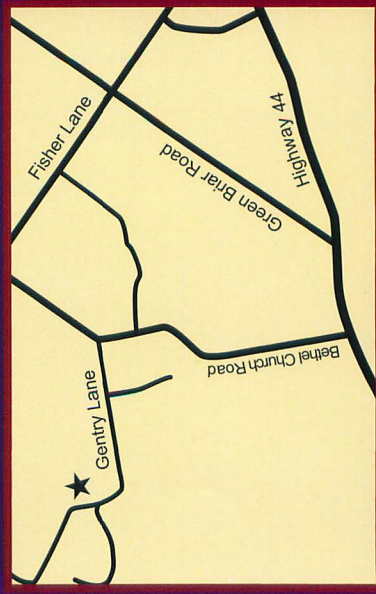 Fisher Lane
Highway 44
Green Briar Road
Bethel Church Road
Gentry Lane